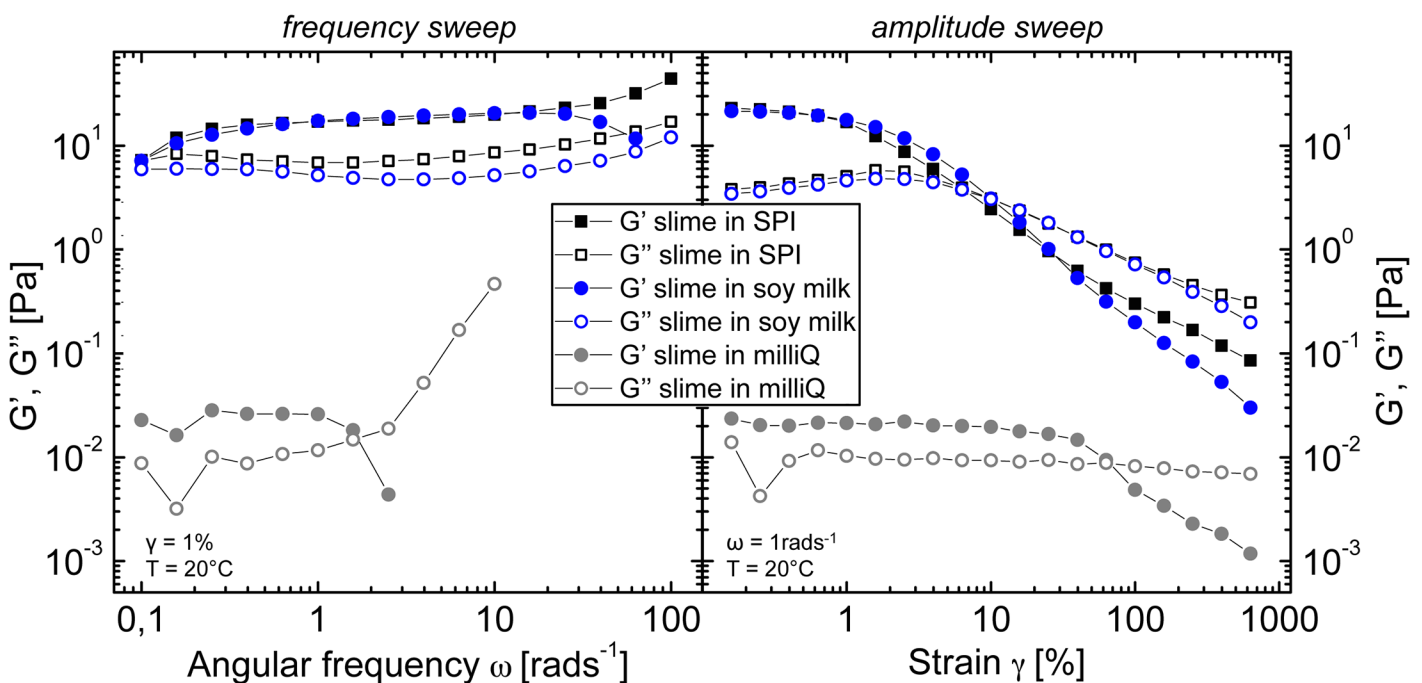 frequency sweep
amplitude sweep
G', G'' [Pa]
10¹
10⁰
10⁻¹
10⁻²
10⁻³
G' slime in SPI
G'' slime in SPI
G' slime in soy milk
G'' slime in soy milk
G' slime in milliQ
G'' slime in milliQ
10¹
10⁰
10⁻¹
10⁻²
10⁻³
G', G'' [Pa]
γ = 1%
T = 20°C
ω = 1rads⁻¹
T = 20°C
0,1 1 10 100
1 10 100 1000
Angular frequency ω [rads⁻¹]
Strain γ [%]